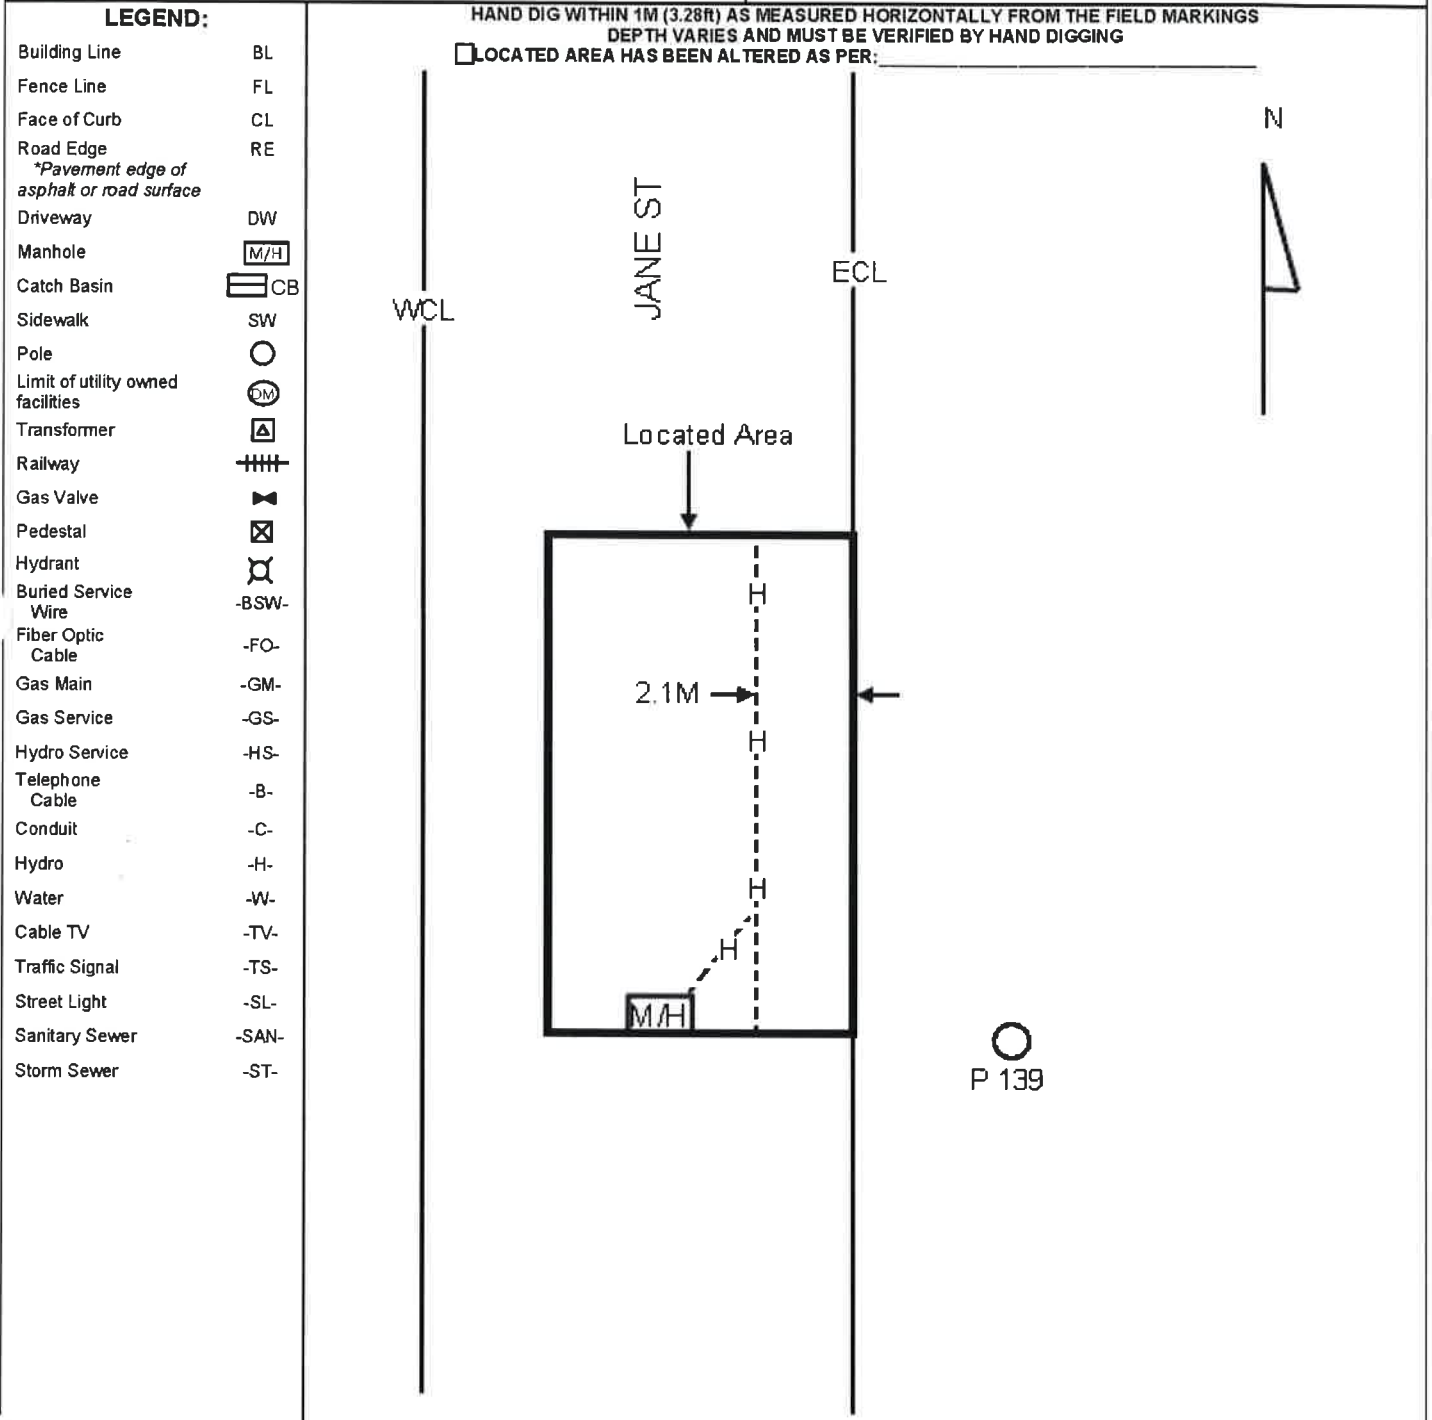 LEGEND:
Building Line BL
Fence Line FL
Face of Curb CL
Road Edge RE
*Pavement edge of
asphalt or road surface
Driveway DW
Manhole M/H
Catch Basin CB
Sidewalk SW
Pole
Limit of utility owned
facilities DM
Transformer
Railway
Gas Valve
Pedestal
Hydrant
Buried Service
Wire -BSW-
Fiber Optic
Cable -FO-
Gas Main -GM-
Gas Service -GS-
Hydro Service -HS-
Telephone
Cable -B-
Conduit -C-
Hydro -H-
Water -W-
Cable TV -TV-
Traffic Signal -TS-
Street Light -SL-
Sanitary Sewer -SAN-
Storm Sewer -ST-
HAND DIG WITHIN 1M (3.28ft) AS MEASURED HORIZONTALLY FROM THE FIELD MARKINGS
DEPTH VARIES AND MUST BE VERIFIED BY HAND DIGGING
LOCATED AREA HAS BEEN ALTERED AS PER:
N
JANE ST
ECL
WCL
Located Area
H
2.1M
H
H
H
M/H
P 139